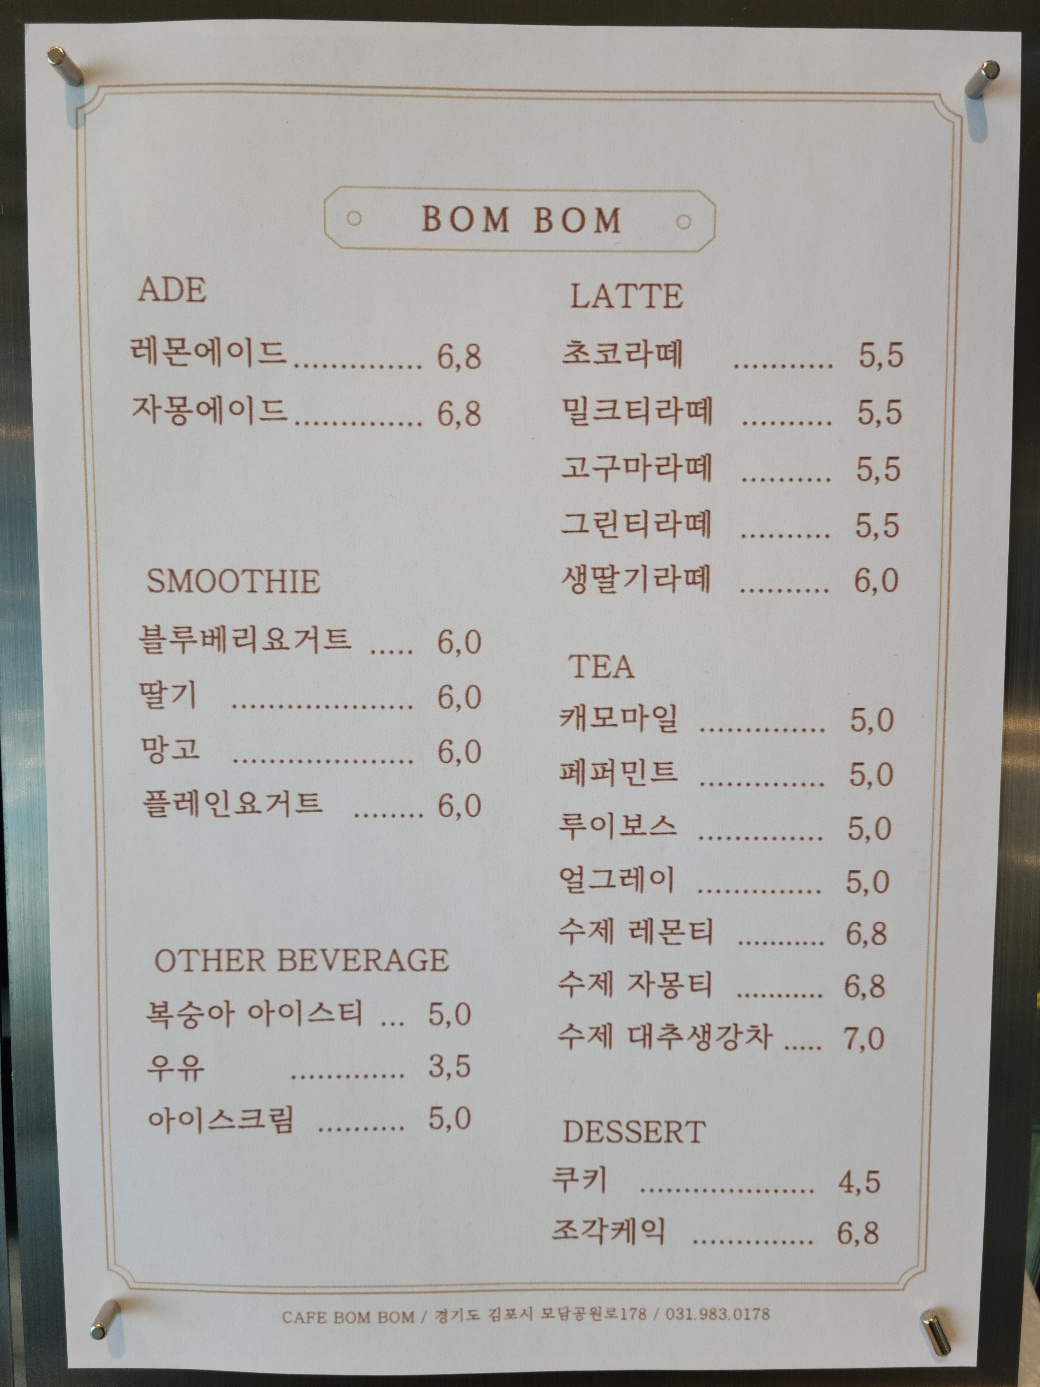 BOM BOM
ADE
레몬에이드.............. 6,8
자몽에이드.............. 6,8
SMOOTHIE
블루베리요거트 ..... 6,0
딸기 .................... 6,0
망고 .................... 6,0
플레인요거트 ........ 6,0
OTHER BEVERAGE
복숭아 아이스티 ... 5,0
우유 ............. 3,5
아이스크림 .......... 5,0
LATTE
초코라떼 ........... 5,5
밀크티라떼 .......... 5,5
고구마라떼 .......... 5,5
그린티라떼 .......... 5,5
생딸기라떼 .......... 6,0
TEA
캐모마일 .............. 5,0
페퍼민트 .............. 5,0
루이보스 .............. 5,0
얼그레이 .............. 5,0
수제 레몬티 .......... 6,8
수제 자몽티 .......... 6,8
수제 대추생강차 ..... 7,0
DESSERT
쿠키 .................... 4,5
조각케익 .............. 6,8
CAFE BOM BOM / 경기도 김포시 모담공원로178 / 031.983.0178